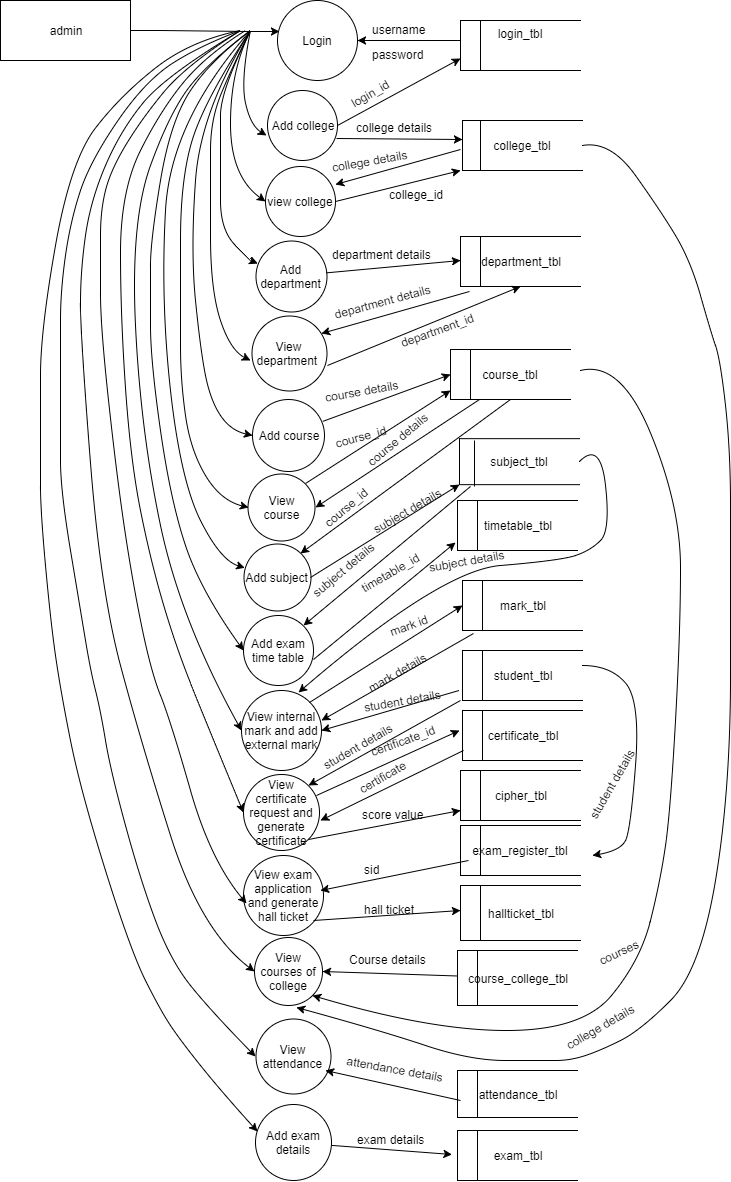 admin
Login
username
password
login_tbl
login_id
Add college
college details
college_tbl
college details
view college
college_id
Add
department
department details
department_tbl
department details
View
department
department_id
course details
course_tbl
Add course
course_id
course details
View
course
course_id
subject_tbl
subject details
timetable_tbl
Add subject
subject details
timetable_id
subject details
Add exam
time table
mark id
mark_tbl
mark details
student_tbl
student details
View internal
mark and add
external mark
student details
certificate_id
certificate_tbl
certificate
View
certificate
request and
generate
certificate
score value
cipher_tbl
student details
exam_register_tbl
sid
View exam
application
and generate
hall ticket
hall ticket
hallticket_tbl
View
courses of
college
Course details
course_college_tbl
courses
college details
View
attendance
attendance details
attendance_tbl
Add exam
details
exam details
exam_tbl